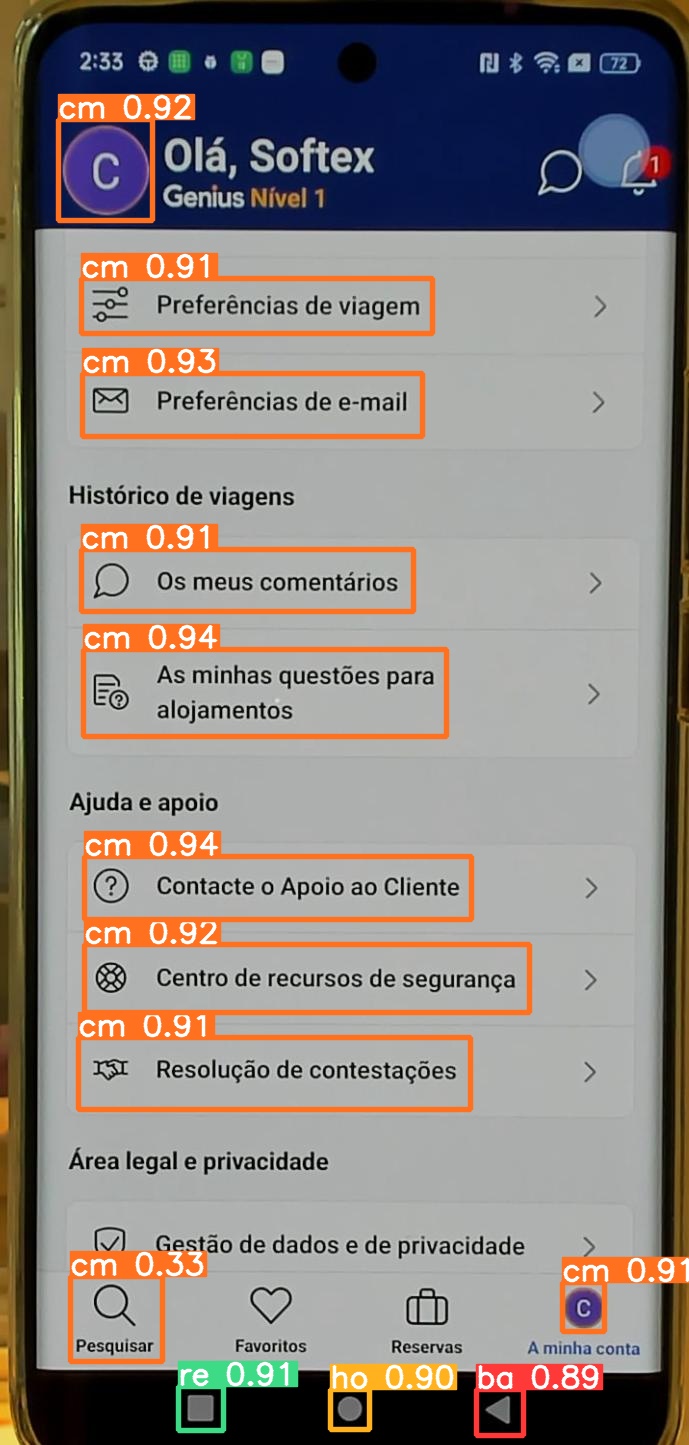 2:33
72
cm 0.92
C
Olá, Softex
Genius Nível 1
1
cm 0.91
Preferências de viagem
cm 0.93
Preferências de e-mail
Histórico de viagens
cm 0.91
Os meus comentários
cm 0.94
As minhas questões para
alojamentos
Ajuda e apoio
cm 0.94
Contacte o Apoio ao Cliente
cm 0.92
Centro de recursos de segurança
cm 0.91
Resolução de contestações
Área legal e privacidade
Gestão de dados e de privacidade
cm 0.33
cm 0.91
C
Pesquisar
Favoritos
Reservas
A minha conta
re 0.91
ho 0.90
ba 0.89